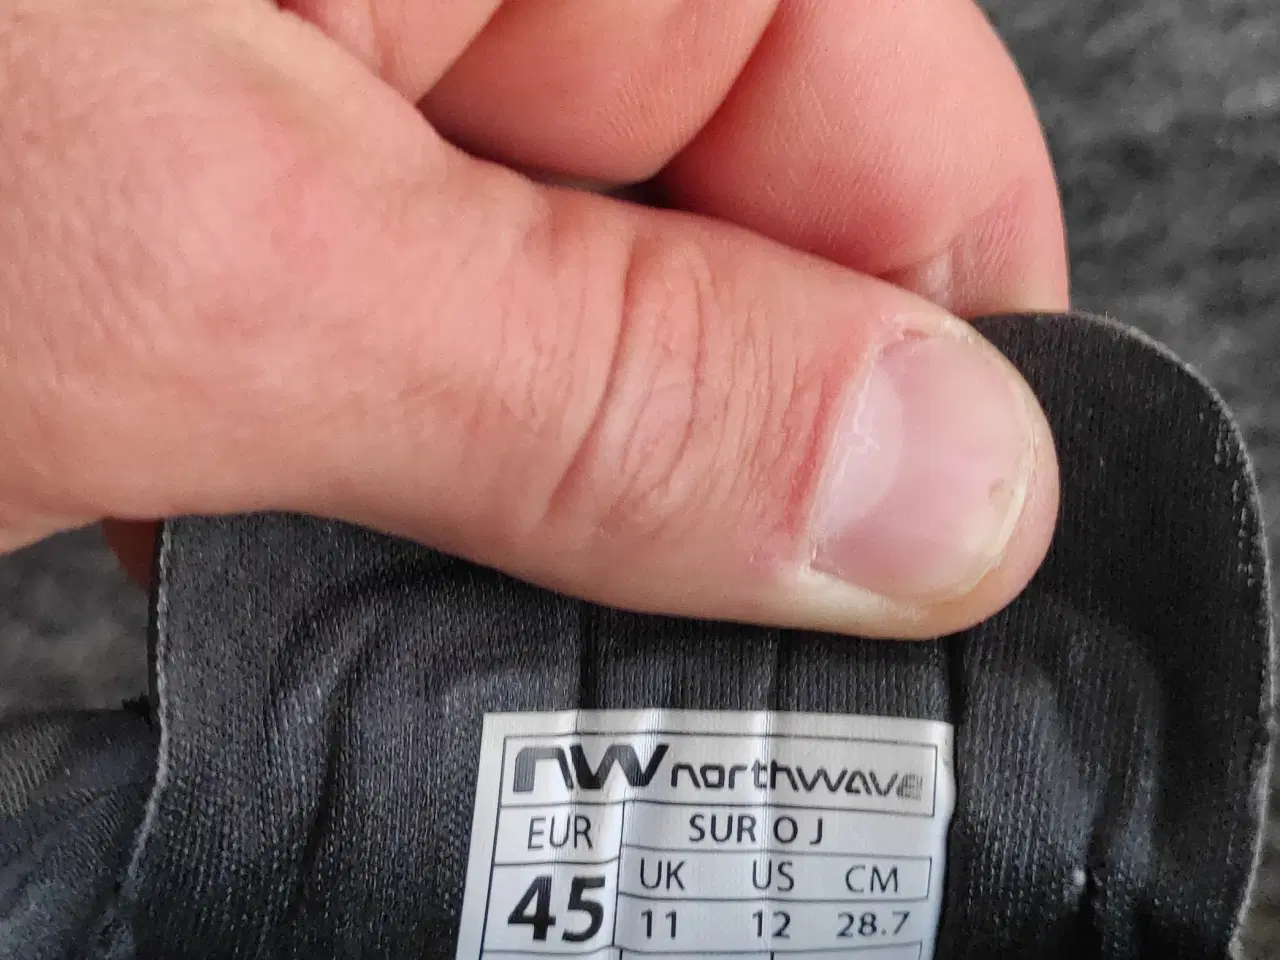 nw northwave
EUR SUR O J
UK US CM
45 11 12 28.7